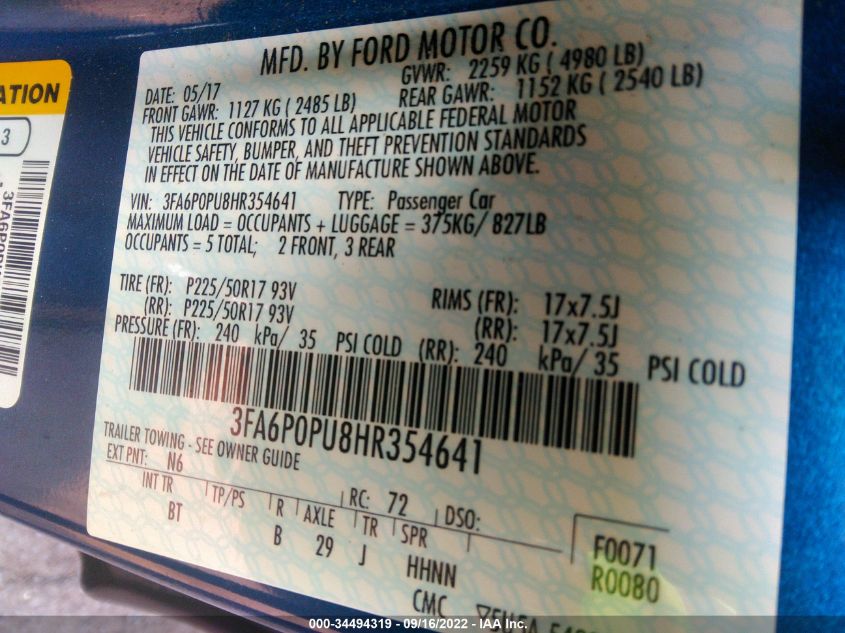 MFD. BY FORD MOTOR CO.
DATE: 05/17 GVWR: 2259 KG ( 4980 LB)
FRONT GAWR: 1127 KG ( 2485 LB) REAR GAWR: 1152 KG ( 2540 LB)
THIS VEHICLE CONFORMS TO ALL APPLICABLE FEDERAL MOTOR
VEHICLE SAFETY, BUMPER, AND THEFT PREVENTION STANDARDS
IN EFFECT ON THE DATE OF MANUFACTURE SHOWN ABOVE.
VIN: 3FA6P0PU8HR354641 TYPE: Passenger Car
MAXIMUM LOAD = OCCUPANTS + LUGGAGE = 375KG/ 827LB
OCCUPANTS = 5 TOTAL; 2 FRONT, 3 REAR
TIRE (FR): P225/50R17 93V RIMS (FR): 17x7.5J
(RR): P225/50R17 93V (RR): 17x7.5J
PRESSURE (FR): 240 kPa/ 35 PSI COLD (RR): 240 kPa/ 35 PSI COLD
3FA6P0PU8HR354641
TRAILER TOWING - SEE OWNER GUIDE
EXT PNT: N6 RC: 72 DSO:
INT TR TP/PS R AXLE TR SPR F0071
BT B 29 J HHNN R0080
CMC
ATION
3
000-34494319 - 09/16/2022 - IAA Inc.